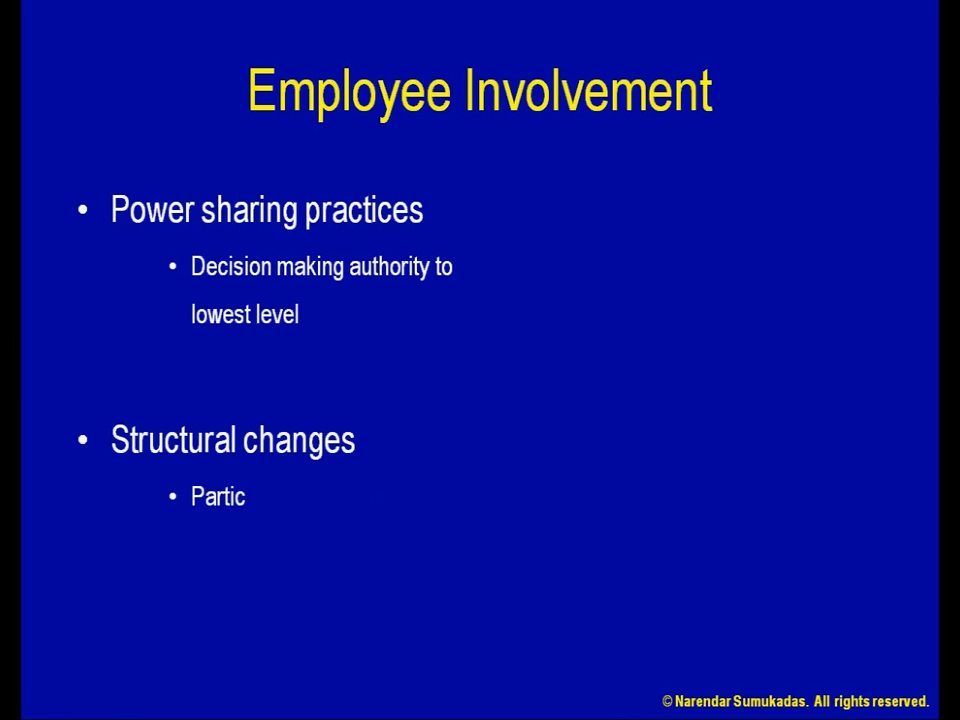 Employee Involvement
• Power sharing practices
• Decision making authority to
lowest level
• Structural changes
• Partic
© Narendar Sumukadas. All rights reserved.